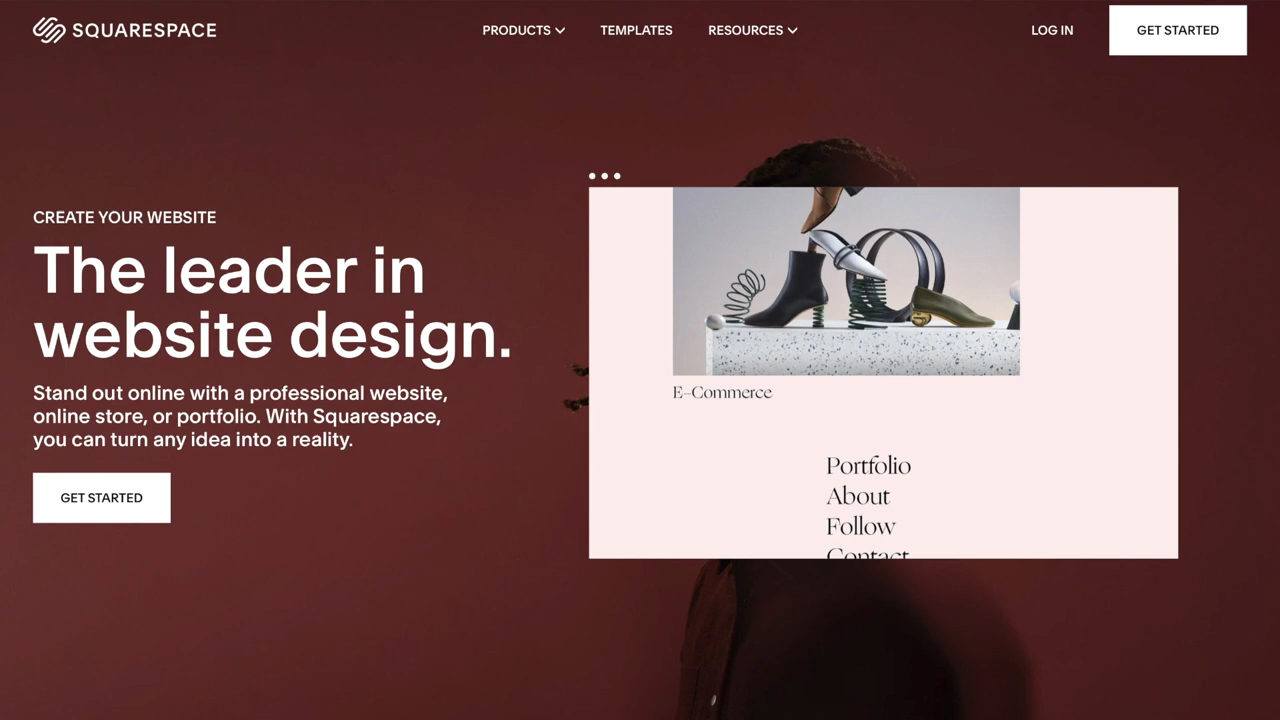 SQUARESPACE
PRODUCTS
TEMPLATES
RESOURCES
LOG IN
GET STARTED
CREATE YOUR WEBSITE
The leader in
website design.
Stand out online with a professional website,
online store, or portfolio. With Squarespace,
you can turn any idea into a reality.
GET STARTED
E-Commerce
Portfolio
About
Follow
Contact